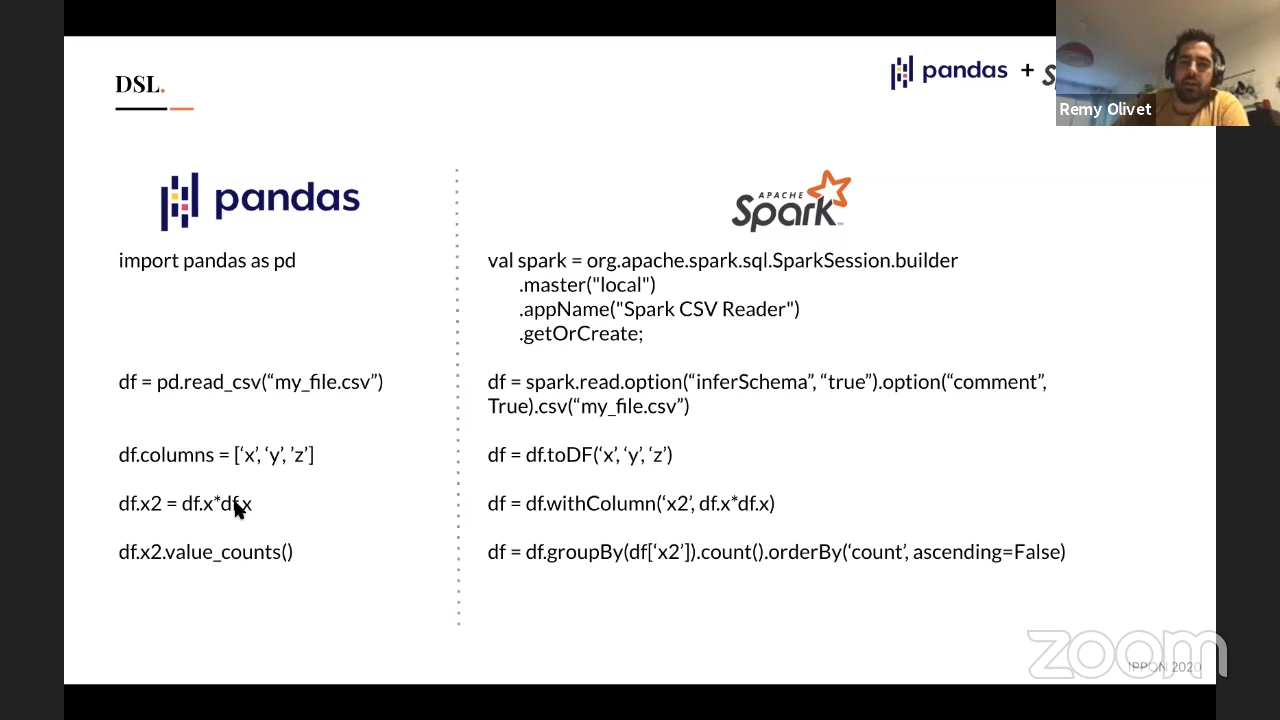 DSL.
pandas +
Remy Olivet
pandas
APACHE
Spark
import pandas as pd
val spark = org.apache.spark.sql.SparkSession.builder
.master("local")
.appName("Spark CSV Reader")
.getOrCreate;
df = pd.read_csv(“my_file.csv”)
df = spark.read.option(“inferSchema”, “true”).option(“comment”,
True).csv(“my_file.csv”)
df.columns = [‘x’, ‘y’, ’z’]
df = df.toDF(‘x’, ‘y’, ‘z’)
df.x2 = df.x*df.x
df = df.withColumn(‘x2’, df.x*df.x)
df.x2.value_counts()
df = df.groupBy(df[‘x2’]).count().orderBy(‘count’, ascending=False)
zoom
IPPON 2020